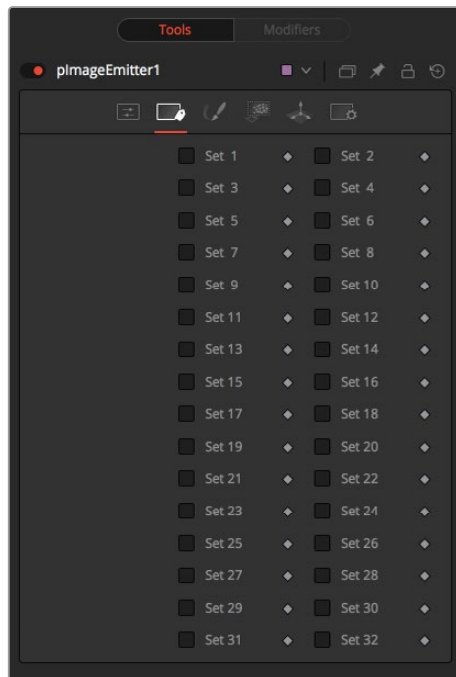 Tools Modifiers
pImageEmitter1
Set 1 Set 2
Set 3 Set 4
Set 5 Set 6
Set 7 Set 8
Set 9 Set 10
Set 11 Set 12
Set 13 Set 14
Set 15 Set 16
Set 17 Set 18
Set 19 Set 20
Set 21 Set 22
Set 23 Set 24
Set 25 Set 26
Set 27 Set 28
Set 29 Set 30
Set 31 Set 32